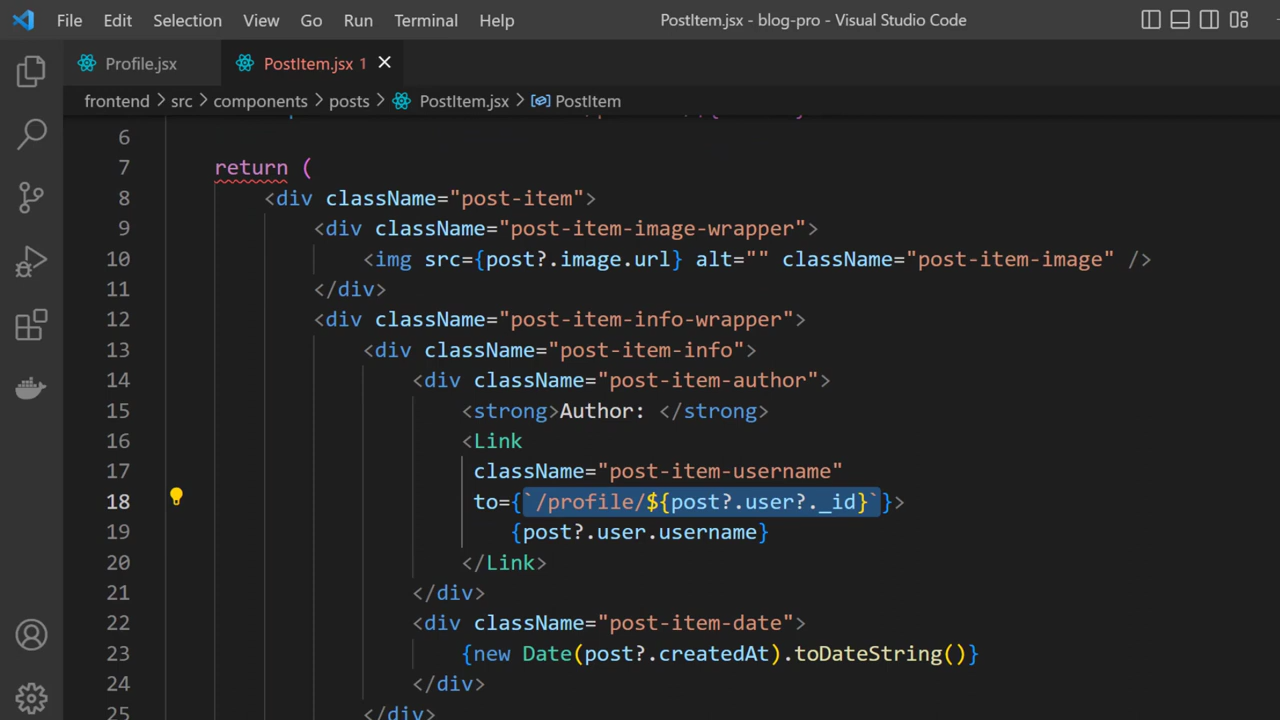 File Edit Selection View Go Run Terminal Help PostItem.jsx - blog-pro - Visual Studio Code
Profile.jsx PostItem.jsx 1
frontend > src > components > posts > PostItem.jsx > PostItem
6
7 return (
8 <div className="post-item">
9 <div className="post-item-image-wrapper">
10 <img src={post?.image.url} alt="" className="post-item-image" />
11 </div>
12 <div className="post-item-info-wrapper">
13 <div className="post-item-info">
14 <div className="post-item-author">
15 <strong>Author: </strong>
16 <Link
17 className="post-item-username"
18 to={`/profile/${post?.user?._id}`}>
19 {post?.user.username}
20 </Link>
21 </div>
22 <div className="post-item-date">
23 {new Date(post?.createdAt).toDateString()}
24 </div>
25 </div>